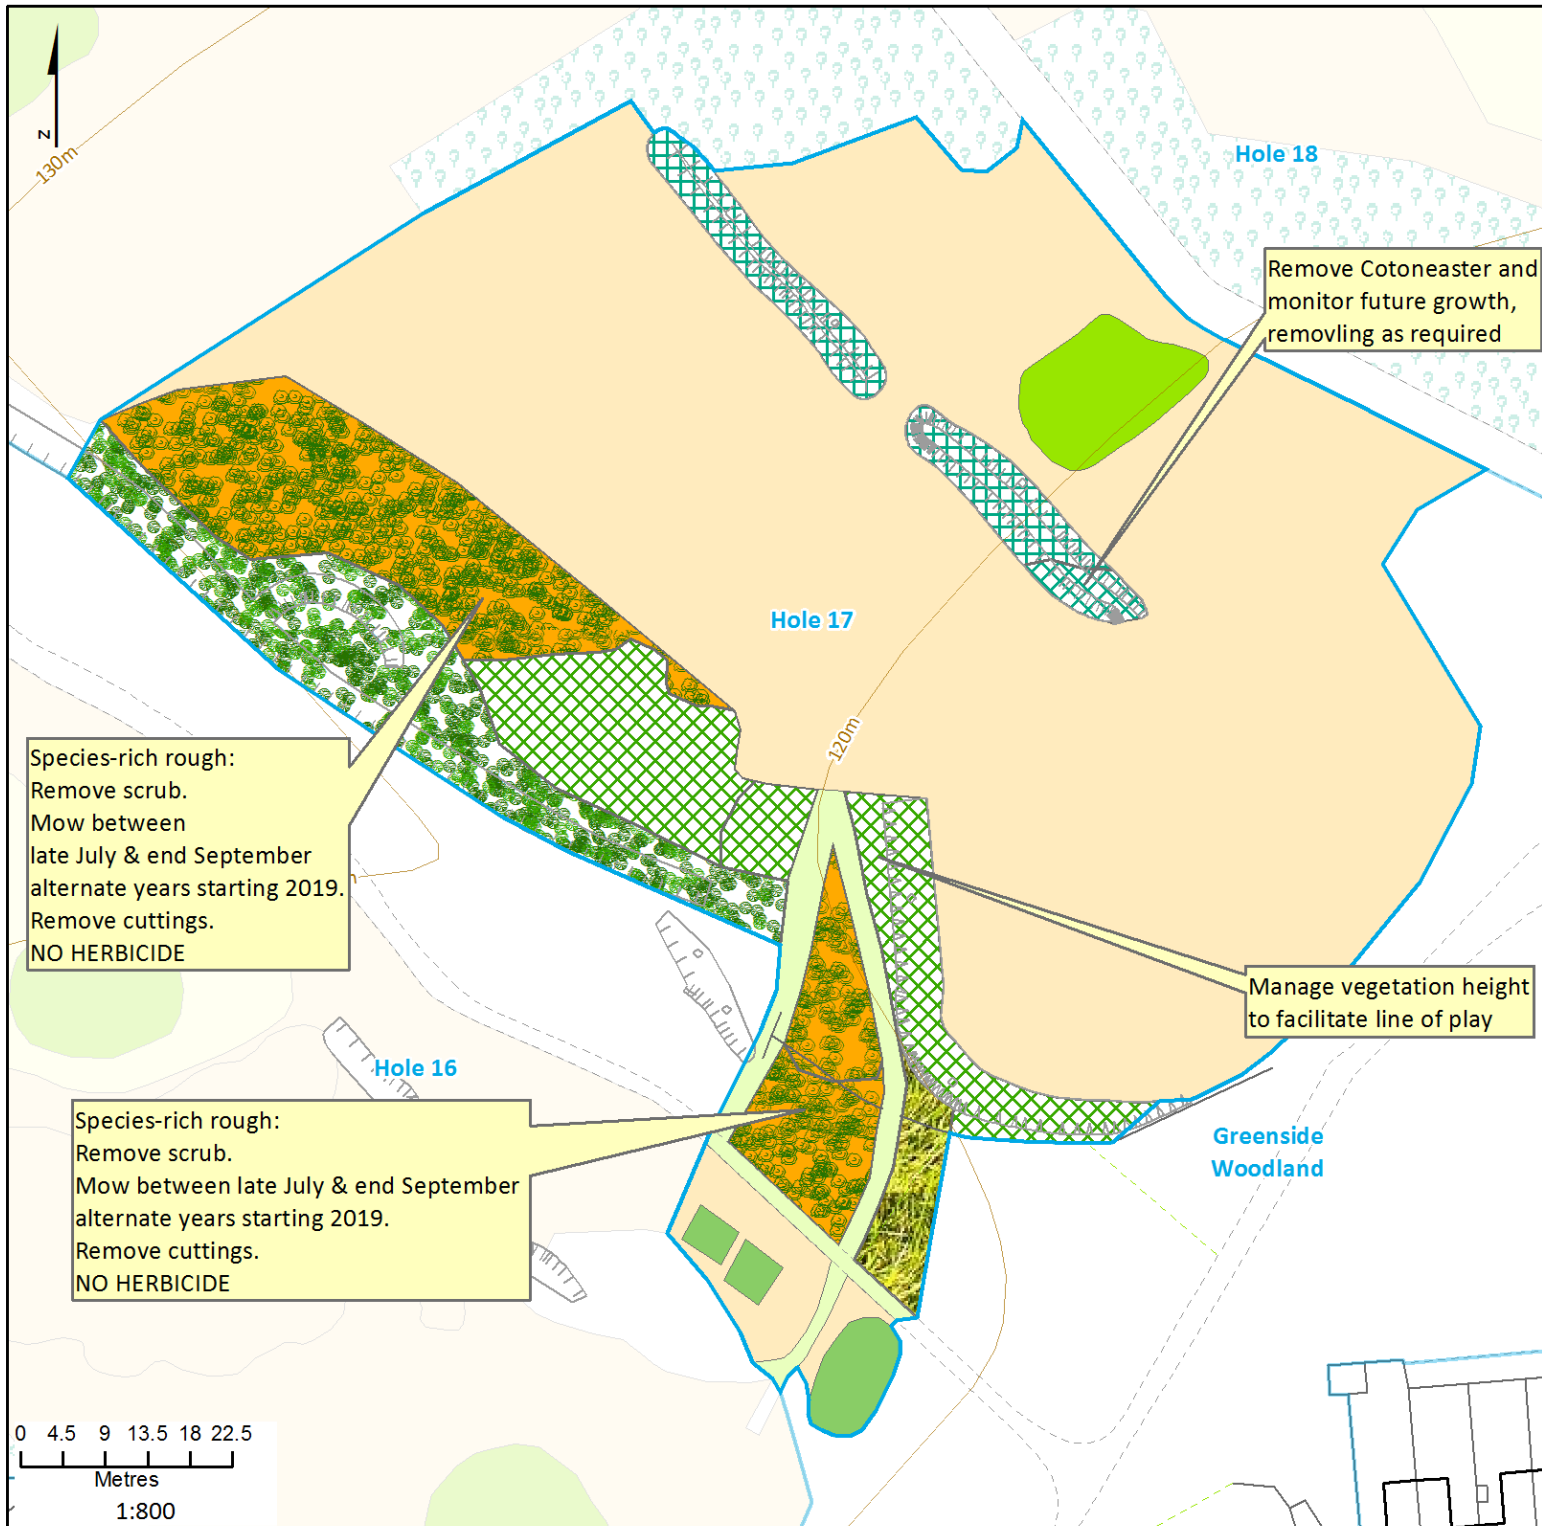 Z
130m
Hole 18
Remove Cotoneaster and
monitor future growth,
removling as required
Hole 17
120m
Species-rich rough:
Remove scrub.
Mow between
late July & end September
alternate years starting 2019.
Remove cuttings.
NO HERBICIDE
Manage vegetation height
to facilitate line of play
Hole 16
Species-rich rough:
Remove scrub.
Mow between late July & end September
alternate years starting 2019.
Remove cuttings.
NO HERBICIDE
Greenside
Woodland
0 4.5 9 13.5 18 22.5
Metres
1:800